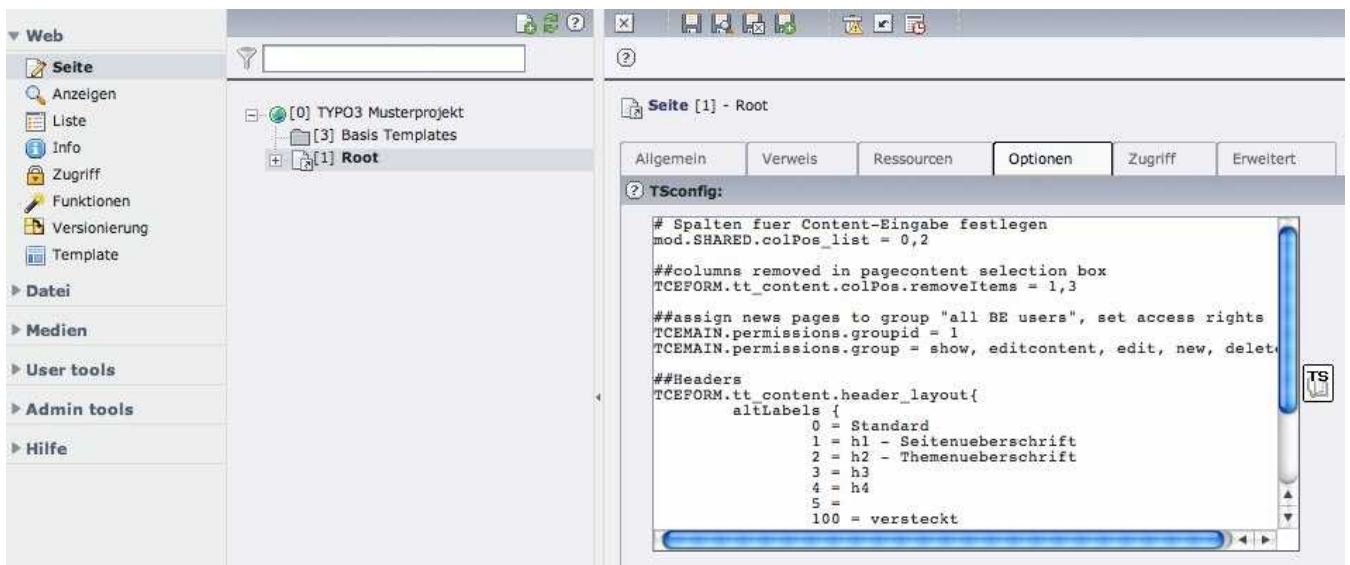 Web
Seite
Anzeigen
Liste
Info
Zugriff
Funktionen
Versionierung
Template
Datei
Medien
User tools
Admin tools
Hilfe
[0] TYPO3 Musterprojekt
[3] Basis Templates
[1] Root
Seite [1] - Root
Allgemein Verweis Ressourcen Optionen Zugriff Erweitert
TSconfig:
# Spalten fuer Content-Eingabe festlegen
mod.SHARED.colPos_list = 0,2
##columns removed in pagecontent selection box
TCEFORM.tt_content.colPos.removeItems = 1,3
##assign news pages to group "all BE users", set access rights
TCEMAIN.permissions.groupid = 1
TCEMAIN.permissions.group = show, editcontent, edit, new, delete
##Headers
TCEFORM.tt_content.header_layout{
altLabels {
0 = Standard
1 = h1 - Seitenueberschrift
2 = h2 - Themenueberschrift
3 = h3
4 = h4
5 =
100 = versteckt
TS